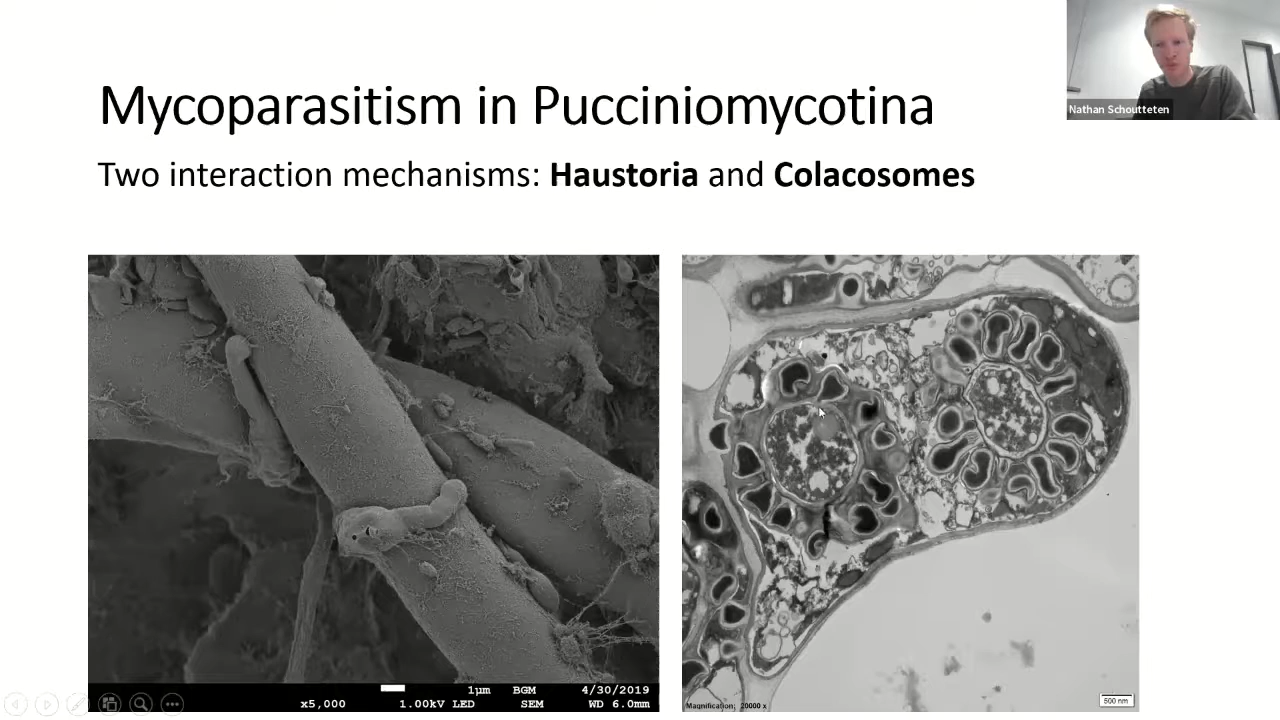 Mycoparasitism in Pucciniomycotina
Nathan Schoutteten
Two interaction mechanisms: Haustoria and Colacosomes
1µm BGM 4/30/2019
x5,000 1.00kV LED SEM WD 6.0mm
Magnification: 20000 x
500 nm